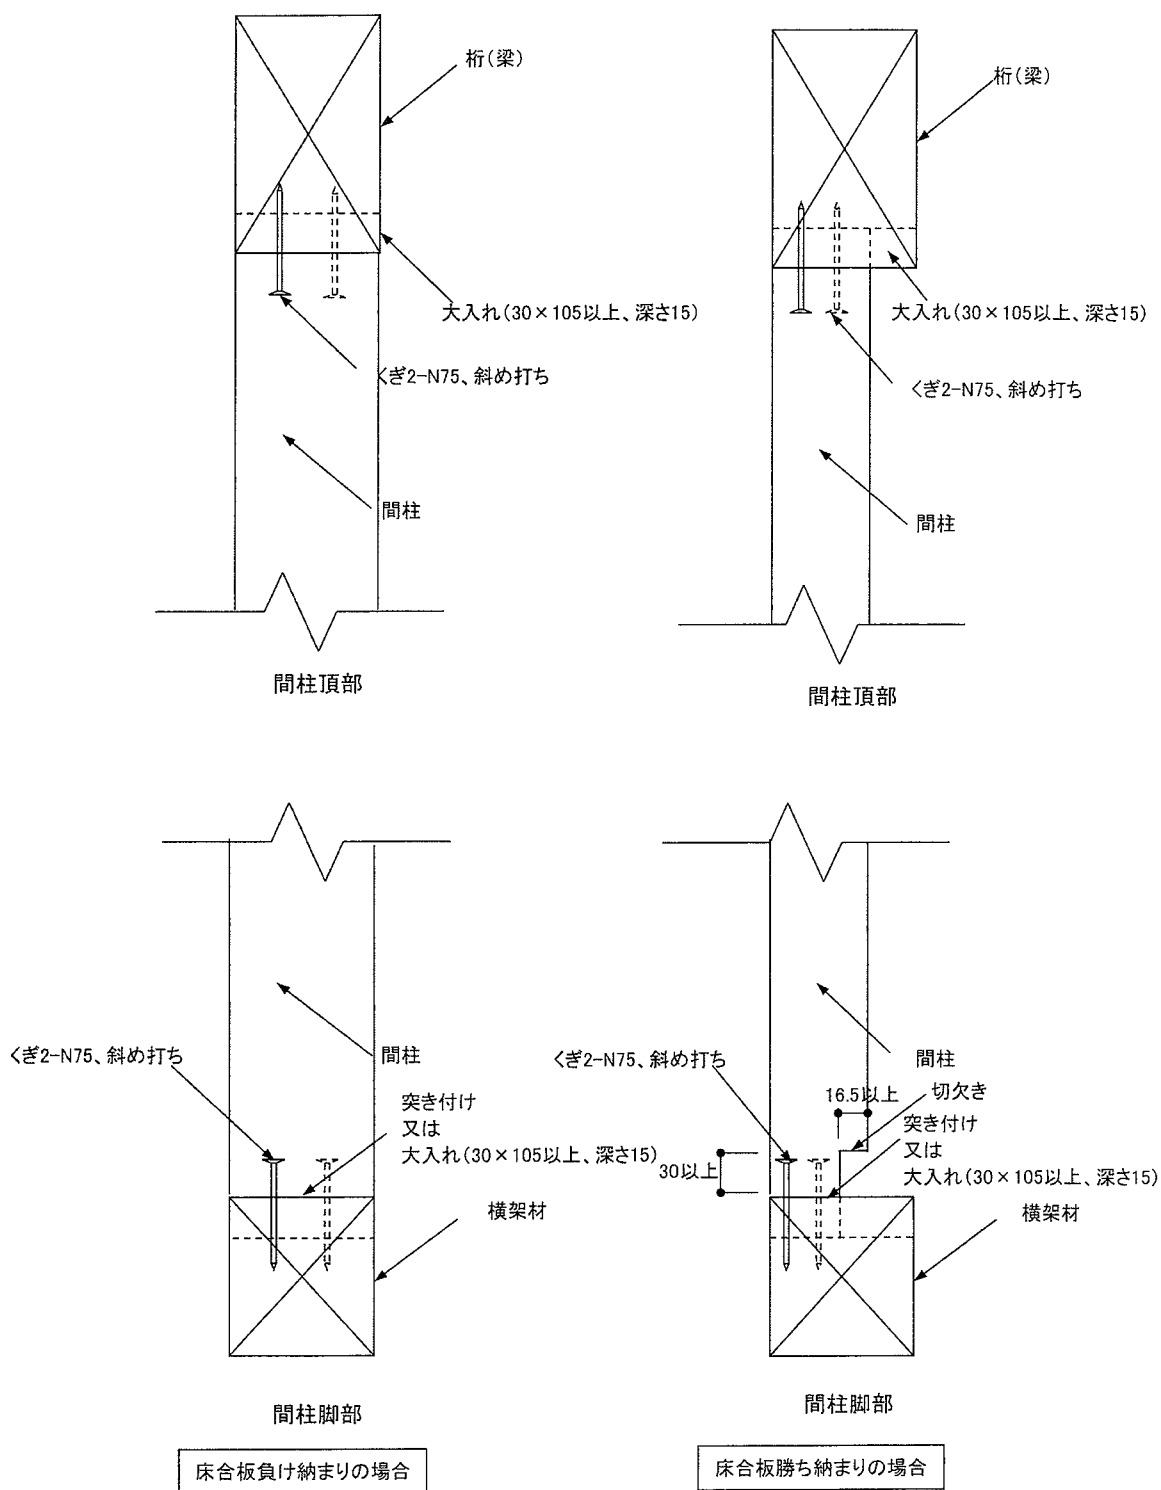 桁(梁)
大入れ(30×105以上、深さ15)
くぎ2-N75、斜め打ち
間柱
間柱頂部
桁(梁)
大入れ(30×105以上、深さ15)
くぎ2-N75、斜め打ち
間柱
間柱頂部
間柱
くぎ2-N75、斜め打ち
突き付け
又は
大入れ(30×105以上、深さ15)
横架材
間柱脚部
床合板負け納まりの場合
間柱
くぎ2-N75、斜め打ち
16.5以上
切欠き
突き付け
又は
大入れ(30×105以上、深さ15)
30以上
横架材
間柱脚部
床合板勝ち納まりの場合